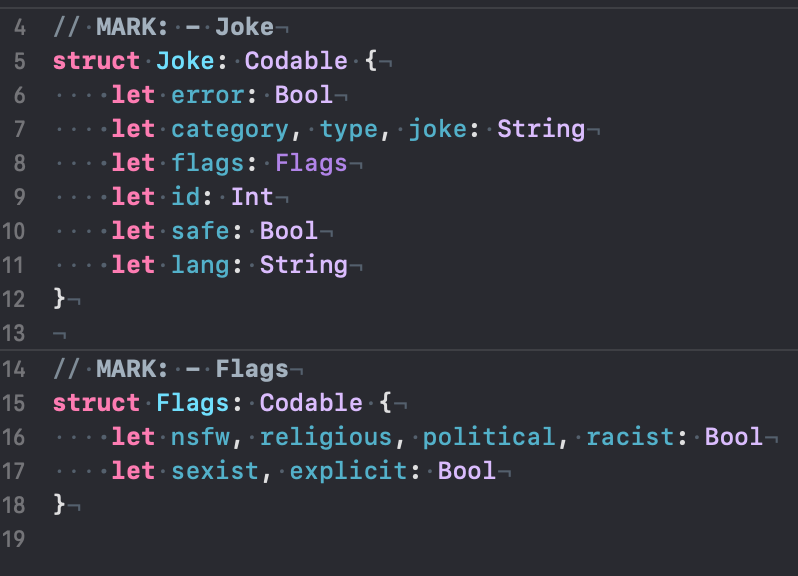 4 // MARK: - Joke
5 struct Joke: Codable {
6     let error: Bool
7     let category, type, joke: String
8     let flags: Flags
9     let id: Int
10     let safe: Bool
11     let lang: String
12 }
13
14 // MARK: - Flags
15 struct Flags: Codable {
16     let nsfw, religious, political, racist: Bool
17     let sexist, explicit: Bool
18 }
19